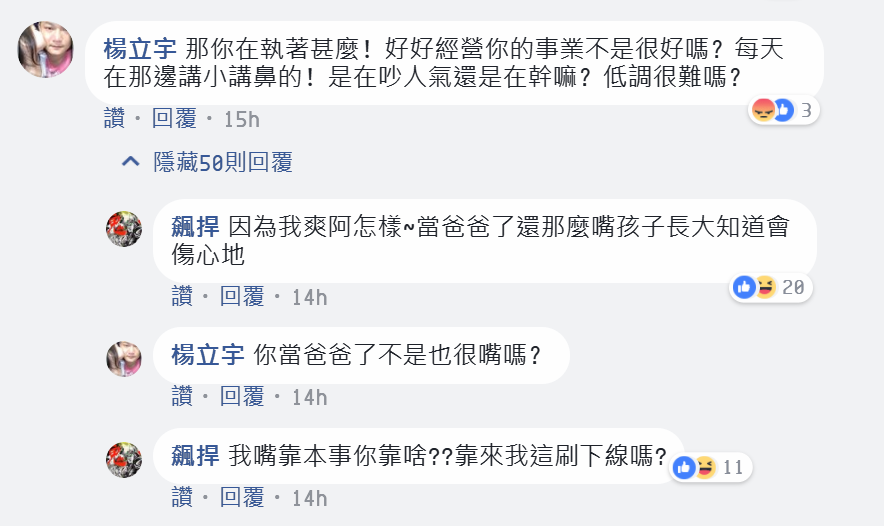 楊立宇 那你在執著甚麼! 好好經營你的事業不是很好嗎? 每天
在那邊講小講鼻的! 是在吵人氣還是在幹嘛? 低調很難嗎?
3
讚 · 回覆 · 15h
隱藏50則回覆
飆捍 因為我爽阿怎樣~當爸爸了還那麼嘴孩子長大知道會
傷心地
20
讚 · 回覆 · 14h
楊立宇 你當爸爸了不是也很嘴嗎?
讚 · 回覆 · 14h
飆捍 我嘴靠本事你靠啥??靠來我這刷下線嗎?
11
讚 · 回覆 · 14h